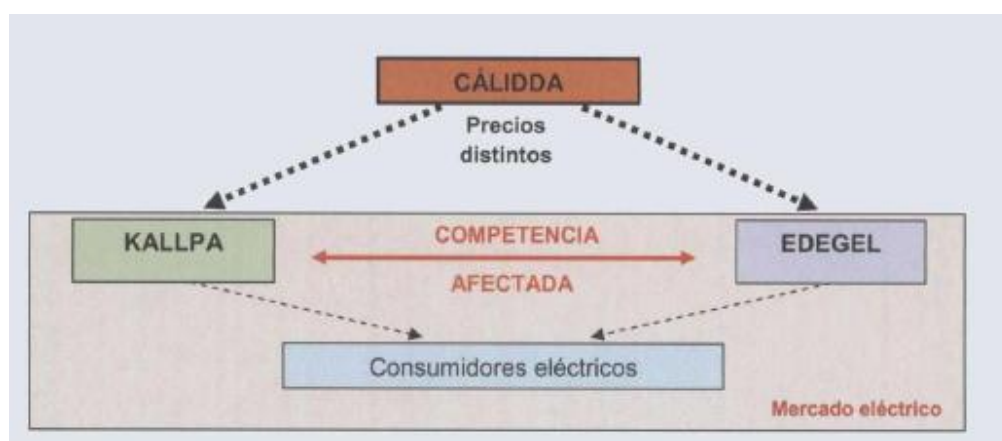 CÁLIDDA
Precios
distintos
KALLPA
COMPETENCIA
EDEGEL
AFECTADA
Consumidores eléctricos
Mercado eléctrico